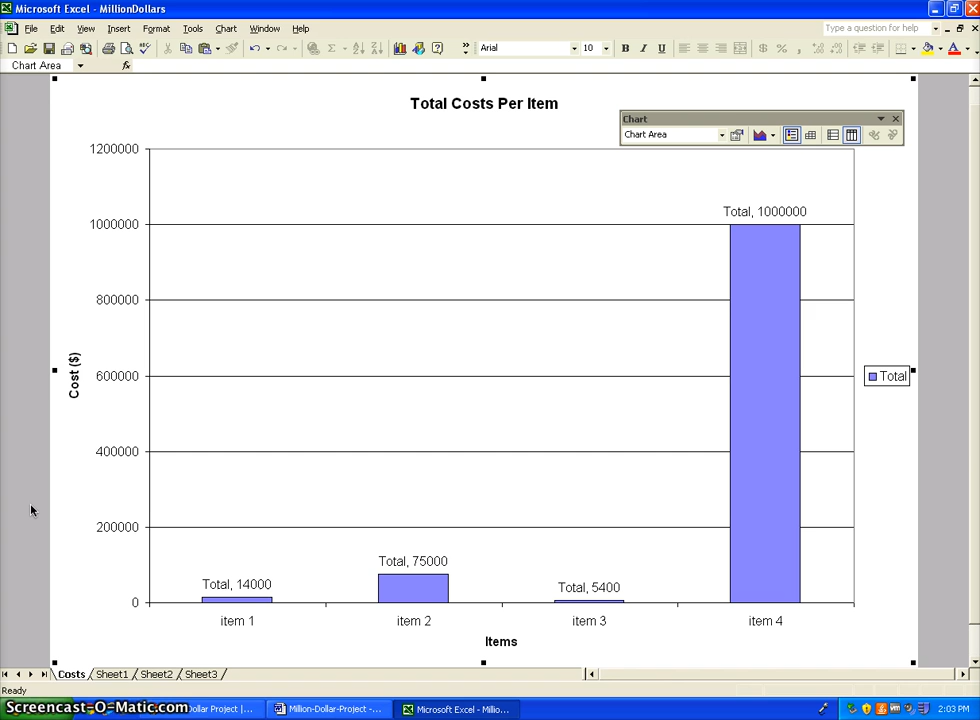 Microsoft Excel - MillionDollars
File Edit View Insert Format Tools Chart Window Help
Type a question for help
Arial 10
Chart Area
fx
Total Costs Per Item
Chart
Chart Area
1200000
1000000
800000
600000
400000
200000
0
Cost ($)
Total, 14000
Total, 75000
Total, 5400
Total, 1000000
Total
item 1 item 2 item 3 item 4
Items
Costs Sheet1 Sheet2 Sheet3
Ready
Screencast-O-Matic.com
Dollar Project |...
Million-Dollar-Project -...
Microsoft Excel - Millio...
2:03 PM